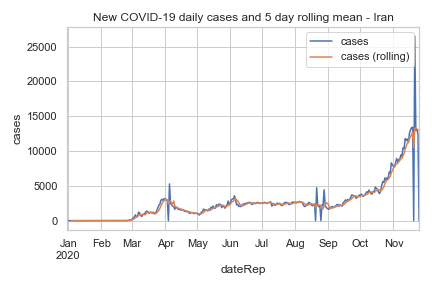 New COVID-19 daily cases and 5 day rolling mean - Iran
cases
cases (rolling)
25000
20000
15000
10000
5000
0
cases
Jan Feb Mar Apr May Jun Jul Aug Sep Oct Nov
2020
dateRep